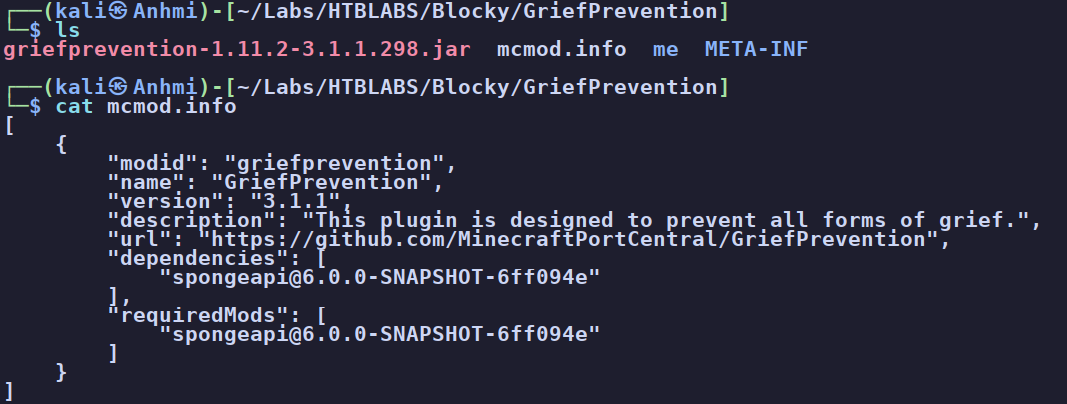 ┌──(kali㉿Anhmi)-[~/Labs/HTBLABS/Blocky/GriefPrevention]
└─$ ls
griefprevention-1.11.2-3.1.1.298.jar  mcmod.info  me  META-INF

┌──(kali㉿Anhmi)-[~/Labs/HTBLABS/Blocky/GriefPrevention]
└─$ cat mcmod.info
[
    {
        "modid": "griefprevention",
        "name": "GriefPrevention",
        "version": "3.1.1",
        "description": "This plugin is designed to prevent all forms of grief.",
        "url": "https://github.com/MinecraftPortCentral/GriefPrevention",
        "dependencies": [
            "spongeapi@6.0.0-SNAPSHOT-6ff094e"
        ],
        "requiredMods": [
            "spongeapi@6.0.0-SNAPSHOT-6ff094e"
        ]
    }
]